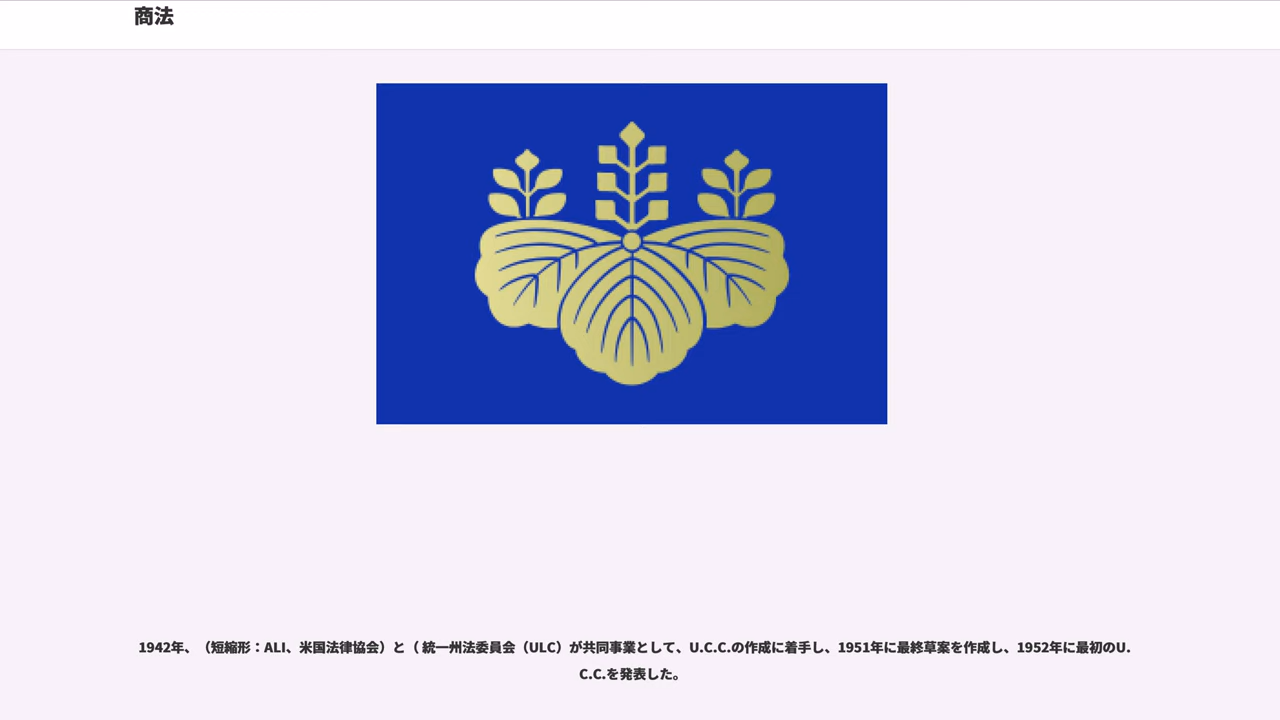 商法
1942年、（短縮形：ALI、米国法律協会）と（ 統一州法委員会（ULC）が共同事業として、U.C.C.の作成に着手し、1951年に最終草案を作成し、1952年に最初のU.
C.C.を発表した。